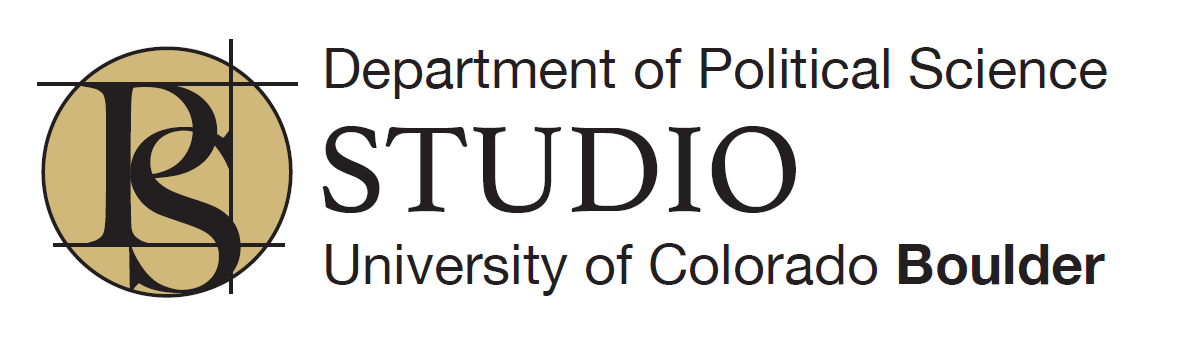 PS
Department of Political Science
STUDIO
University of Colorado Boulder